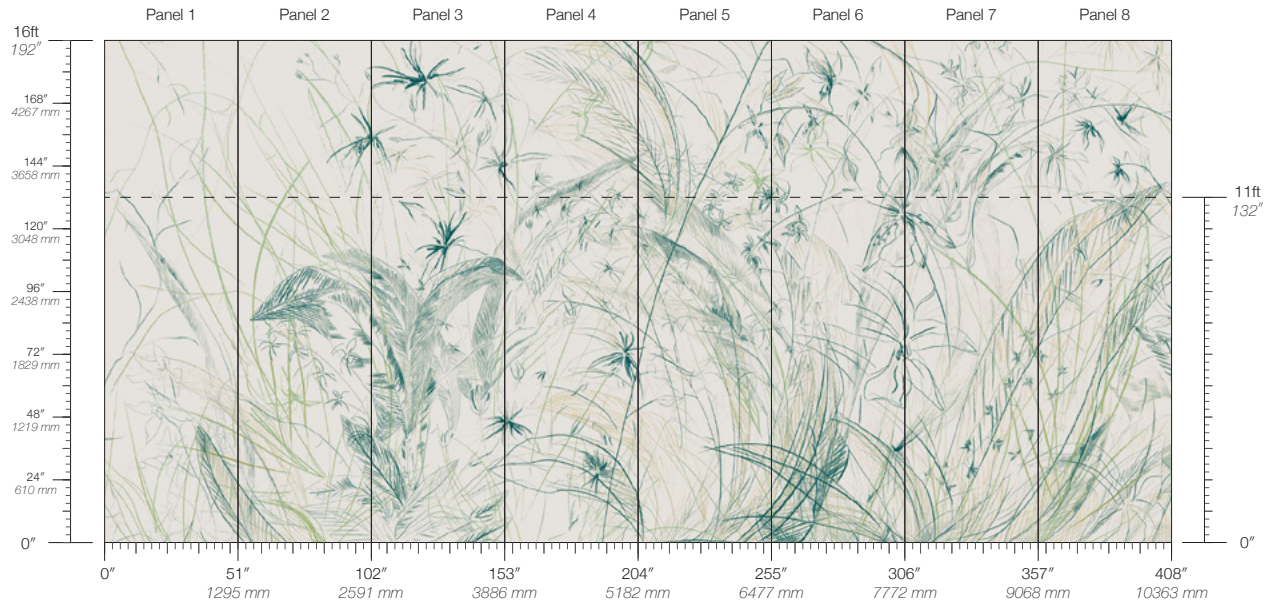 Panel 1 Panel 2 Panel 3 Panel 4 Panel 5 Panel 6 Panel 7 Panel 8
16ft
192″
168″
4267 mm
144″
3658 mm
11ft
132″
120″
3048 mm
96″
2438 mm
72″
1829 mm
48″
1219 mm
24″
610 mm
0″
0″
0″ 51″ 102″ 153″ 204″ 255″ 306″ 357″ 408″
1295 mm 2591 mm 3886 mm 5182 mm 6477 mm 7772 mm 9068 mm 10363 mm